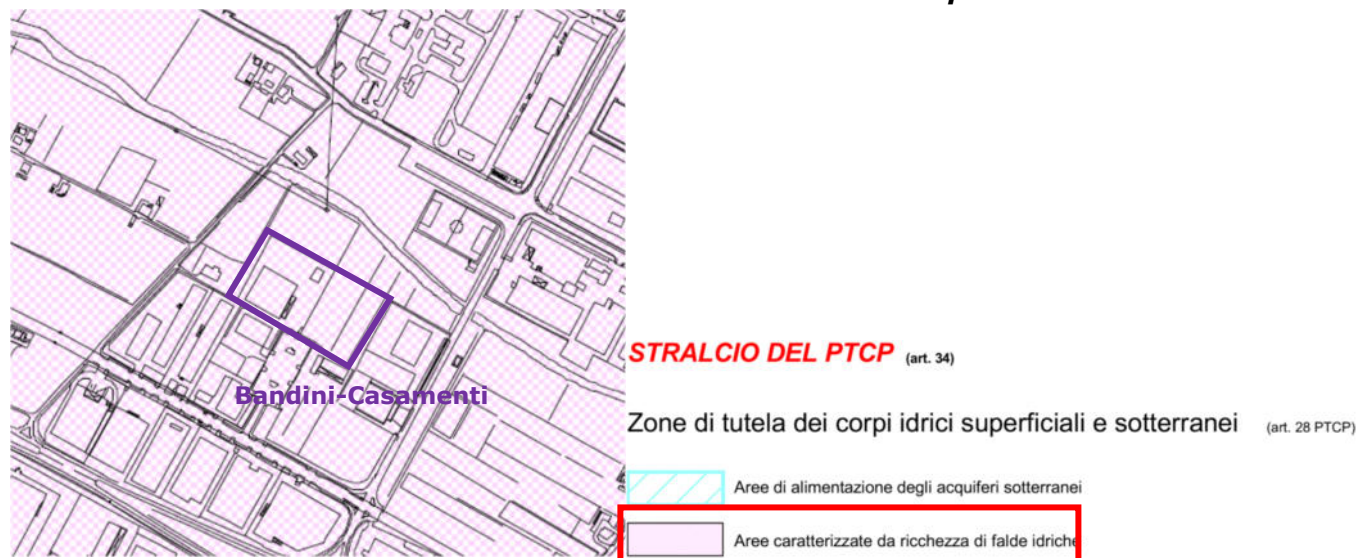 Bandini-Casamenti
STRALCIO DEL PTCP (art. 34)
Zone di tutela dei corpi idrici superficiali e sotterranei (art. 28 PTCP)
Aree di alimentazione degli acquiferi sotterranei
Aree caratterizzate da ricchezza di falde idriche